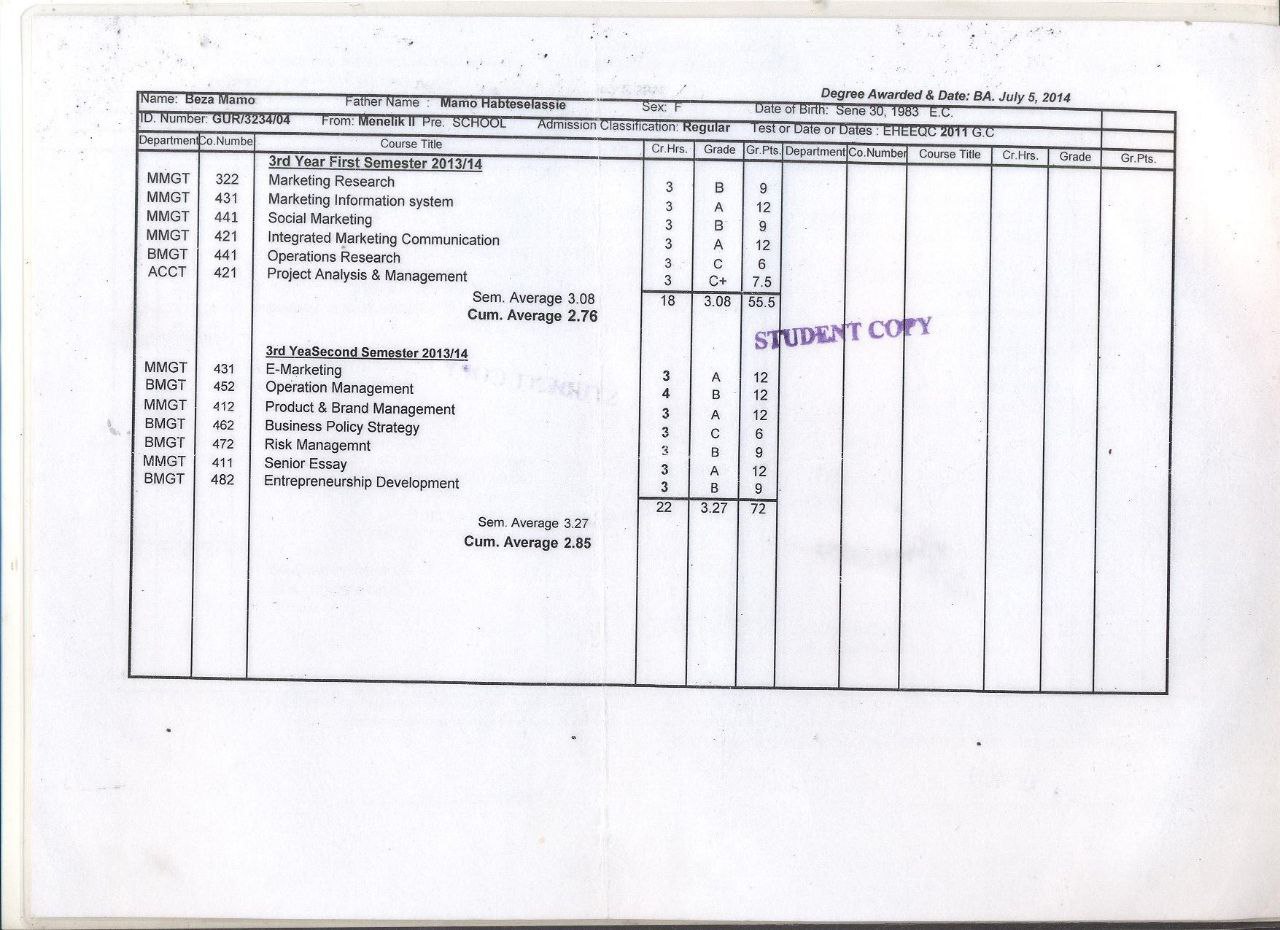 Degree Awarded & Date: BA. July 5, 2014
Name: Beza Mamo Father Name : Mamo Habteselassie Sex: F Date of Birth: Sene 30, 1983 E.C.
ID. Number: GUR/3234/04 From: Menelik II Pre. SCHOOL Admission Classification: Regular Test or Date or Dates : EHEEQC 2011 G.C
Department Co.Numbe Course Title Cr.Hrs. Grade Gr.Pts. Department Co.Number Course Title Cr.Hrs. Grade Gr.Pts.
3rd Year First Semester 2013/14
MMGT 322 Marketing Research 3 B 9
MMGT 431 Marketing Information system 3 A 12
MMGT 441 Social Marketing 3 B 9
MMGT 421 Integrated Marketing Communication 3 A 12
BMGT 441 Operations Research 3 C 6
ACCT 421 Project Analysis & Management 3 C+ 7.5
Sem. Average 3.08 18 3.08 55.5
Cum. Average 2.76
STUDENT COPY
3rd YeaSecond Semester 2013/14
MMGT 431 E-Marketing 3 A 12
BMGT 452 Operation Management 4 B 12
MMGT 412 Product & Brand Management 3 A 12
BMGT 462 Business Policy Strategy 3 C 6
BMGT 472 Risk Managemnt 3 B 9
MMGT 411 Senior Essay 3 A 12
BMGT 482 Entrepreneurship Development 3 B 9
22 3.27 72
Sem. Average 3.27
Cum. Average 2.85